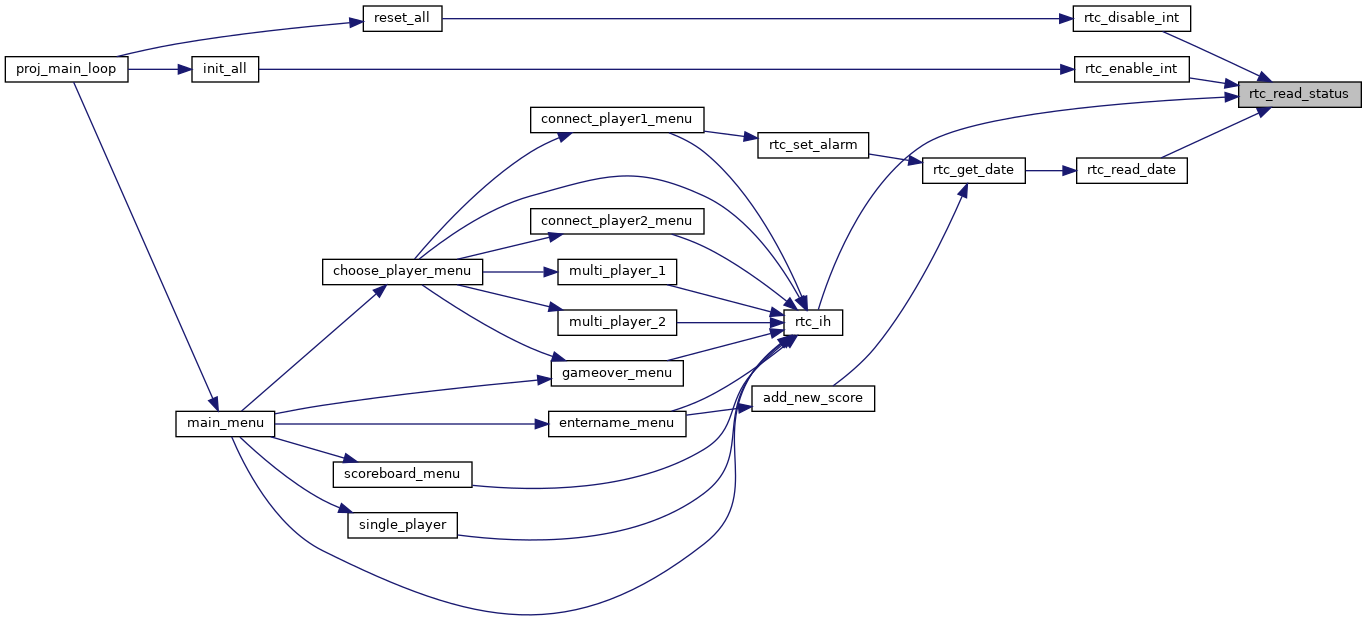 reset_all
rtc_disable_int
proj_main_loop
init_all
rtc_enable_int
rtc_read_status
connect_player1_menu
rtc_set_alarm
rtc_get_date
rtc_read_date
connect_player2_menu
choose_player_menu
multi_player_1
multi_player_2
rtc_ih
gameover_menu
add_new_score
main_menu
entername_menu
scoreboard_menu
single_player